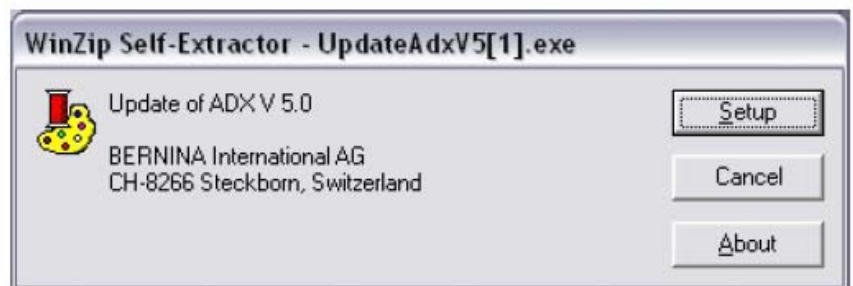 WinZip Self-Extractor - UpdateAdxV5[1].exe
Update of ADX V 5.0
Setup
BERNINA International AG
CH-8266 Steckborn, Switzerland
Cancel
About